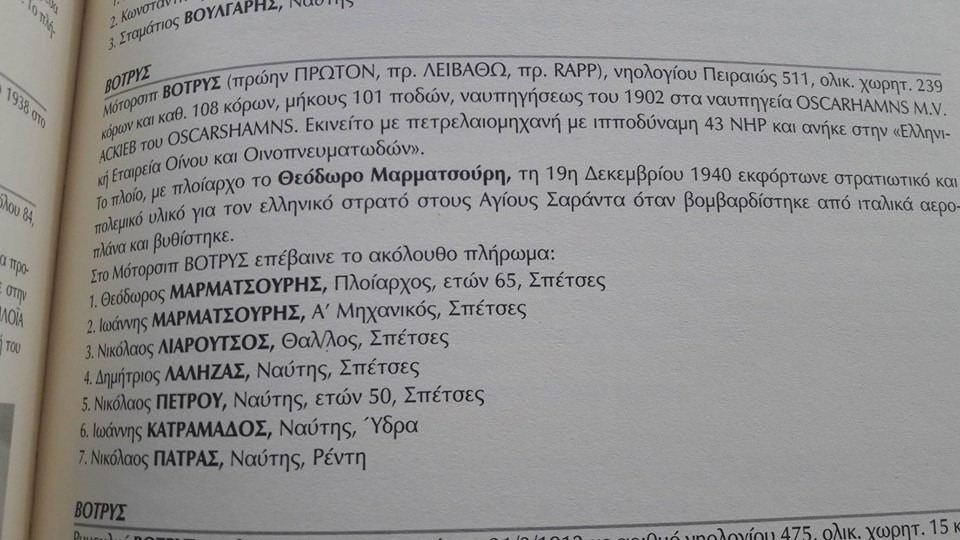 2. Κωνσταντ
3. Σταμάτιος ΒΟΥΛΓΑΡΗΣ, Ναύτης
ΒΟΤΡΥΣ
Μότορσιπ ΒΟΤΡΥΣ (πρώην ΠΡΩΤΟΝ, πρ. ΛΕΙΒΑΘΩ, πρ. RAPP), νηολογίου Πειραιώς 511, ολικ. χωρητ. 239
κόρων και καθ. 108 κόρων, μήκους 101 ποδών, ναυπηγήσεως του 1902 στα ναυπηγεία OSCARHAMNS M.V.
ACKIEB του OSCARSHAMNS. Εκινείτο με πετρελαιομηχανή με ιπποδύναμη 43 NHP και ανήκε στην «Ελληνι-
κή Εταιρεία Οίνου και Οινοπνευματωδών».
Το πλοίο, με πλοίαρχο το Θεόδωρο Μαρματσούρη, τη 19η Δεκεμβρίου 1940 εκφόρτωνε στρατιωτικό και
πολεμικό υλικό για τον ελληνικό στρατό στους Αγίους Σαράντα όταν βομβαρδίστηκε από ιταλικά αερο-
πλάνα και βυθίστηκε.
Στο Μότορσιπ ΒΟΤΡΥΣ επέβαινε το ακόλουθο πλήρωμα:
1. Θεόδωρος ΜΑΡΜΑΤΣΟΥΡΗΣ, Πλοίαρχος, ετών 65, Σπέτσες
2. Ιωάννης ΜΑΡΜΑΤΣΟΥΡΗΣ, Α' Μηχανικός, Σπέτσες
3. Νικόλαος ΛΙΑΡΟΥΤΣΟΣ, Θαλ/λος, Σπέτσες
4. Δημήτριος ΛΑΛΗΖΑΣ, Ναύτης, Σπέτσες
5. Νικόλαος ΠΕΤΡΟΥ, Ναύτης, ετών 50, Σπέτσες
6. Ιωάννης ΚΑΤΡΑΜΑΔΟΣ, Ναύτης, Ύδρα
7. Νικόλαος ΠΑΤΡΑΣ, Ναύτης, Ρέντη
ΒΟΤΡΥΣ
νηολογίου 475, ολικ. χωρητ. 15 κ
1938 στο
όλου 84,
α προ-
ε στην
ΠΛΟΪΑ
ή του